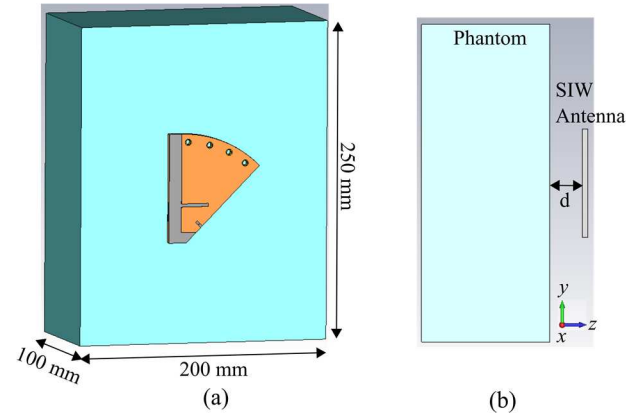 Phantom
SIW
Antenna
d
y
z
x
250 mm
100 mm
200 mm
(a)
(b)